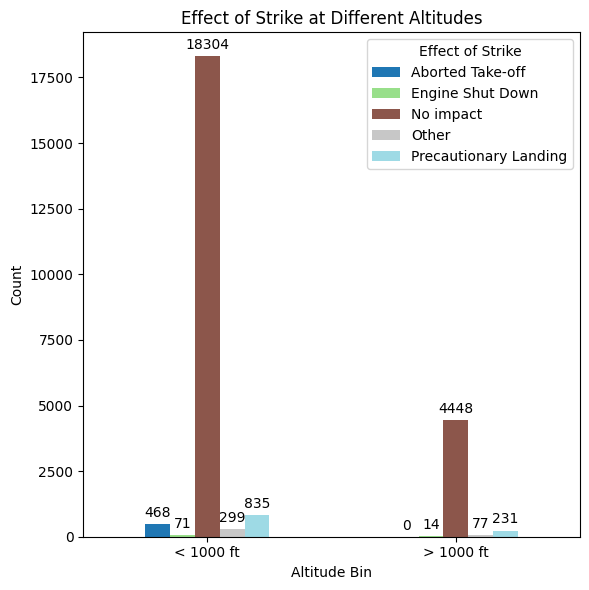 Effect of Strike at Different Altitudes
18304
Effect of Strike
Aborted Take-off
Engine Shut Down
No impact
Other
Precautionary Landing
17500
15000
12500
10000
7500
5000
2500
0
Count
468
71
299
835
0
14
4448
77
231
< 1000 ft
> 1000 ft
Altitude Bin